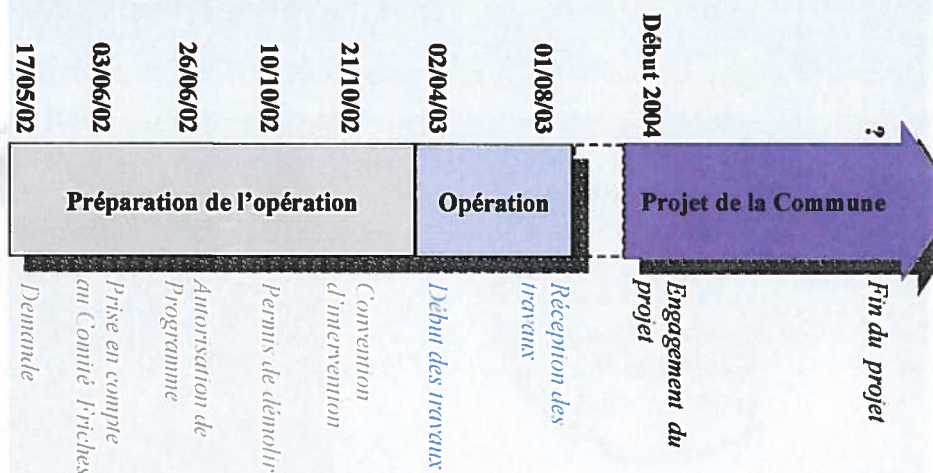 17/05/02
03/06/02
26/06/02
10/10/02
21/10/02
02/04/03
01/08/03
Début 2004
?
Préparation de l'opération
Opération
Projet de la Commune
Demande
Prise en compte
au Comité Friches
Autorisation de
Programme
Permis de démolir
Convention
d'intervention
Début des travaux
Réception des
travaux
Engagement du
projet
Fin du projet